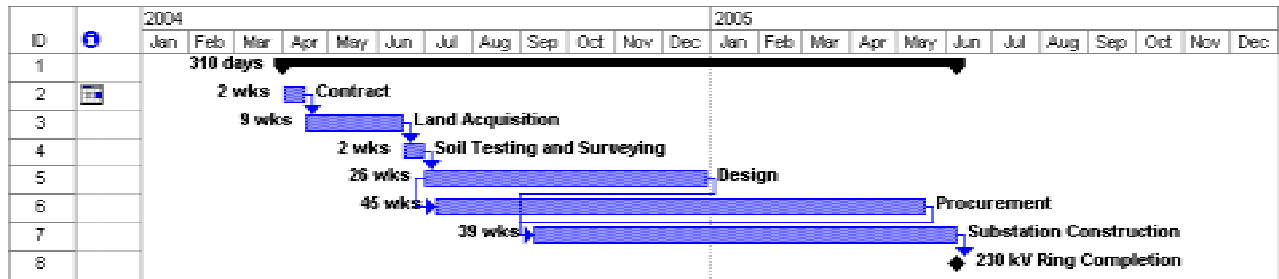 2004 2005
ID Jan Feb Mar Apr May Jun Jul Aug Sep Oct Nov Dec Jan Feb Mar Apr May Jun Jul Aug Sep Oct Nov Dec
1 310 days
2 2 wks Contract
3 9 wks Land Acquisition
4 2 wks Soil Testing and Surveying
5 26 wks Design
6 45 wks Procurement
7 39 wks Substation Construction
8 230 kV Ring Completion